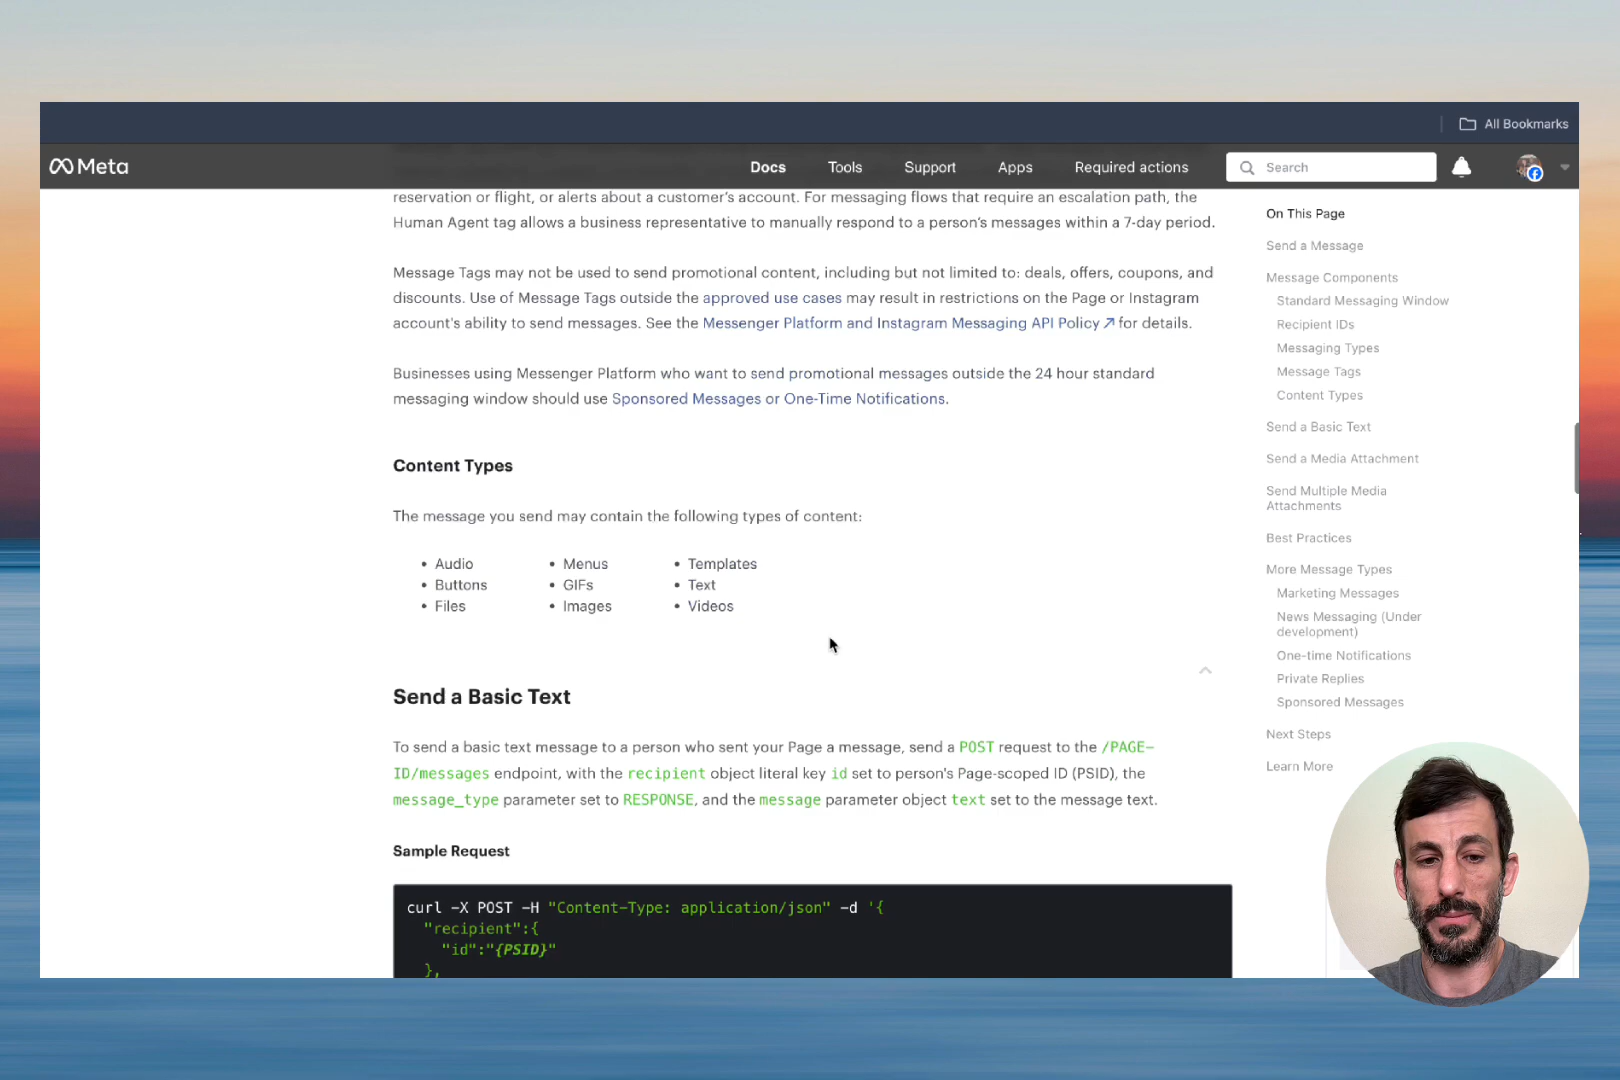 All Bookmarks
Meta
Docs
Tools
Support
Apps
Required actions
Search
reservation or flight, or alerts about a customer's account. For messaging flows that require an escalation path, the
Human Agent tag allows a business representative to manually respond to a person's messages within a 7-day period.
Message Tags may not be used to send promotional content, including but not limited to: deals, offers, coupons, and
discounts. Use of Message Tags outside the approved use cases may result in restrictions on the Page or Instagram
account's ability to send messages. See the Messenger Platform and Instagram Messaging API Policy for details.
Businesses using Messenger Platform who want to send promotional messages outside the 24 hour standard
messaging window should use Sponsored Messages or One-Time Notifications.
Content Types
The message you send may contain the following types of content:
• Audio
• Buttons
• Files
• Menus
• GIFs
• Images
• Templates
• Text
• Videos
Send a Basic Text
To send a basic text message to a person who sent your Page a message, send a POST request to the /PAGE-
ID/messages endpoint, with the recipient object literal key id set to person's Page-scoped ID (PSID), the
message_type parameter set to RESPONSE, and the message parameter object text set to the message text.
Sample Request
curl -X POST -H "Content-Type: application/json" -d '{
"recipient":{
"id":"{PSID}"
},
On This Page
Send a Message
Message Components
Standard Messaging Window
Recipient IDs
Messaging Types
Message Tags
Content Types
Send a Basic Text
Send a Media Attachment
Send Multiple Media
Attachments
Best Practices
More Message Types
Marketing Messages
News Messaging (Under
development)
One-time Notifications
Private Replies
Sponsored Messages
Next Steps
Learn More